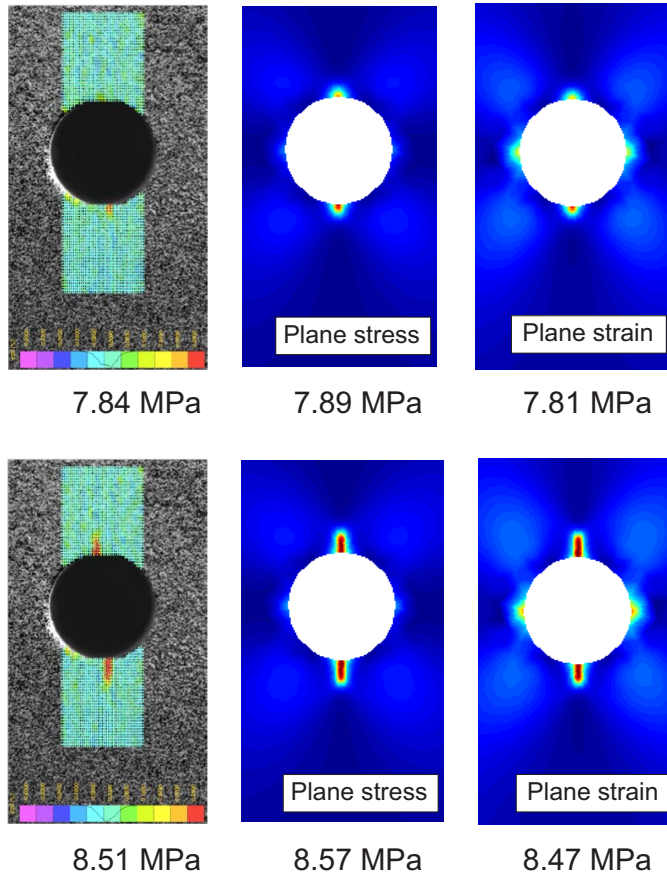 Plane stress
Plane strain
7.84 MPa
7.89 MPa
7.81 MPa
Plane stress
Plane strain
8.51 MPa
8.57 MPa
8.47 MPa